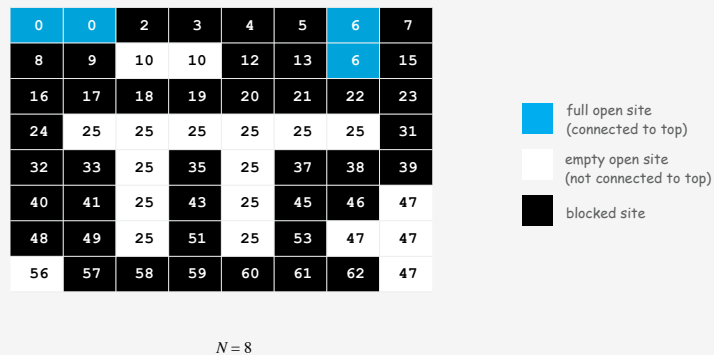 0 0 2 3 4 5 6 7
8 9 10 10 12 13 6 15
16 17 18 19 20 21 22 23
24 25 25 25 25 25 25 31
32 33 25 35 25 37 38 39
40 41 25 43 25 45 46 47
48 49 25 51 25 53 47 47
56 57 58 59 60 61 62 47
full open site
(connected to top)
empty open site
(not connected to top)
blocked site
N = 8